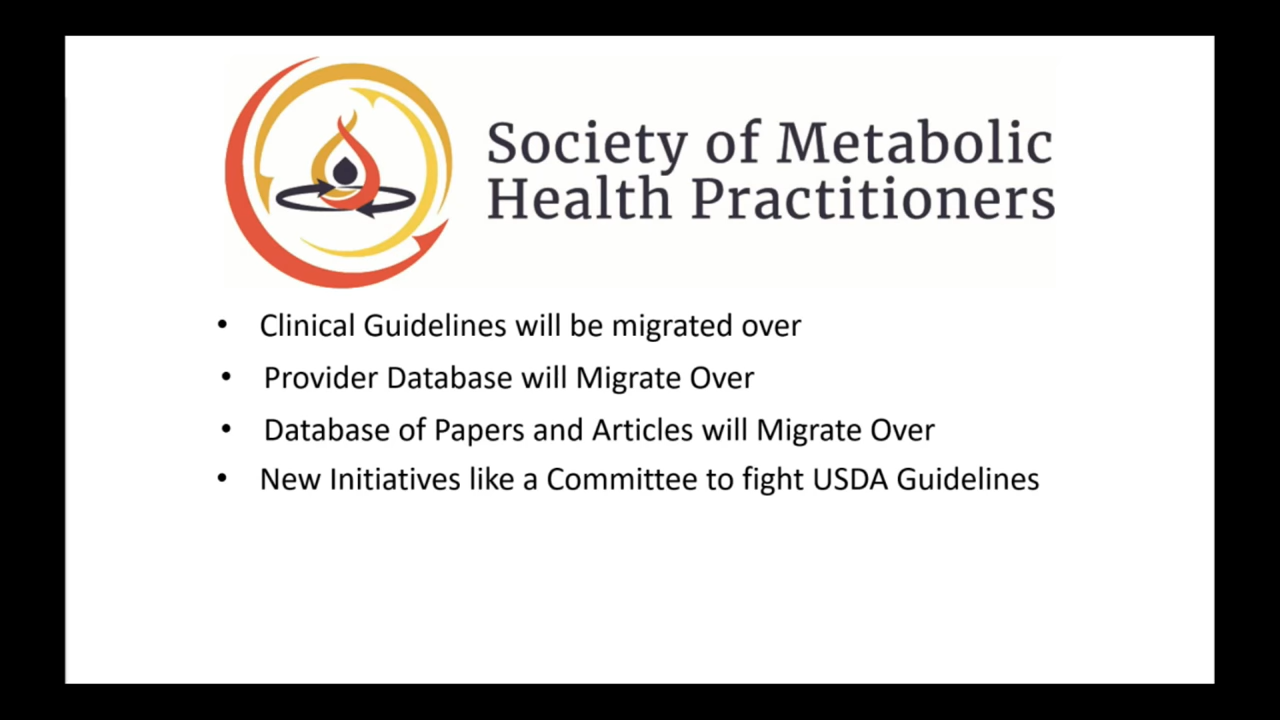 Society of Metabolic
Health Practitioners
• Clinical Guidelines will be migrated over
• Provider Database will Migrate Over
• Database of Papers and Articles will Migrate Over
• New Initiatives like a Committee to fight USDA Guidelines